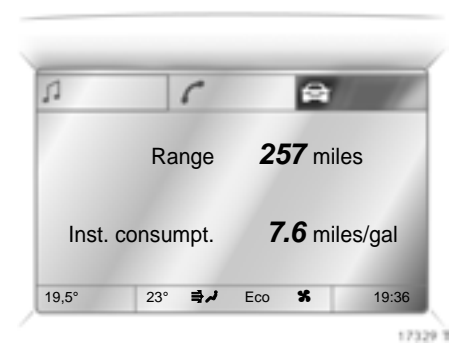 Range 257 miles
Inst. consumpt. 7.6 miles/gal
19,5° 23° Eco 19:36
17329 T